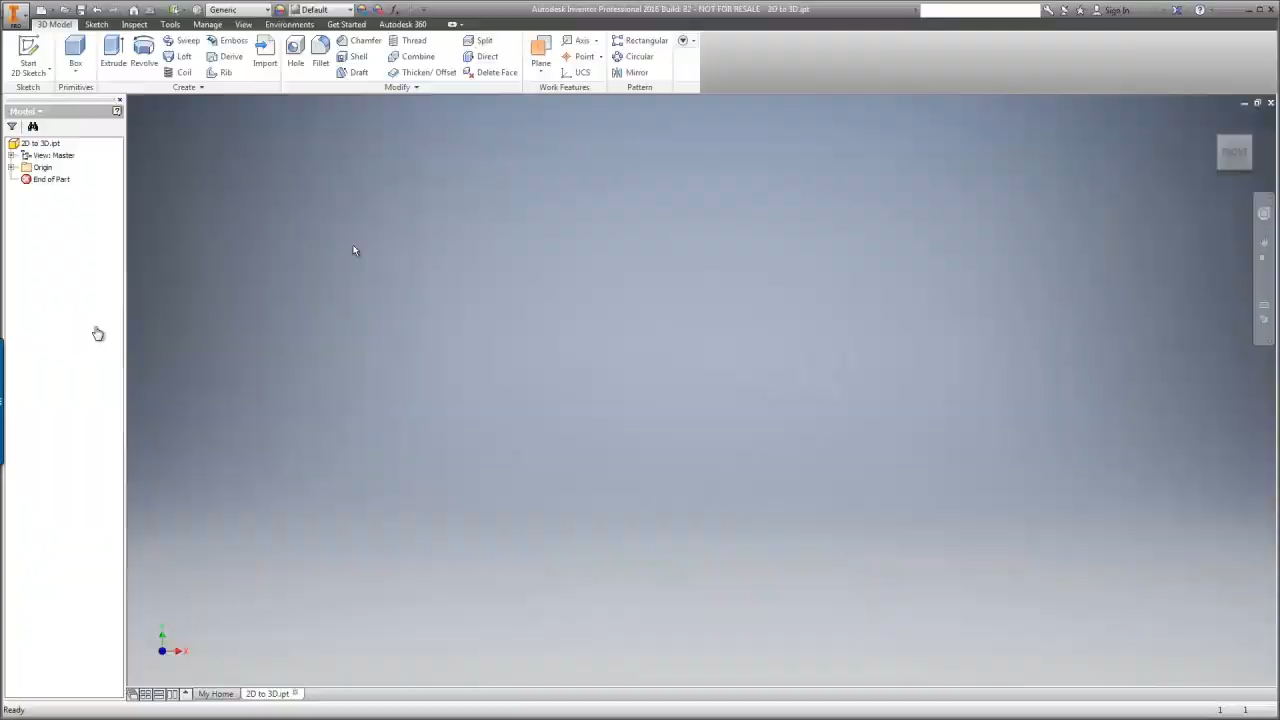 Generic
Default
Autodesk Inventor Professional 2016 Build: 82 - NOT FOR RESALE 2D to 3D.ipt
Sign In
PRO
3D Model Sketch Inspect Tools Manage View Environments Get Started Autodesk 360
Start
2D Sketch
Sketch
Box
Primitives
Extrude
Revolve
Sweep
Loft
Coil
Emboss
Derive
Rib
Import
Create
Hole
Fillet
Chamfer
Shell
Draft
Thread
Combine
Thicken/ Offset
Split
Direct
Delete Face
Modify
Plane
Axis
Point
UCS
Work Features
Rectangular
Circular
Mirror
Pattern
Model
2D to 3D.ipt
View: Master
Origin
End of Part
FRONT
X
My Home
2D to 3D.ipt
Ready
1 1